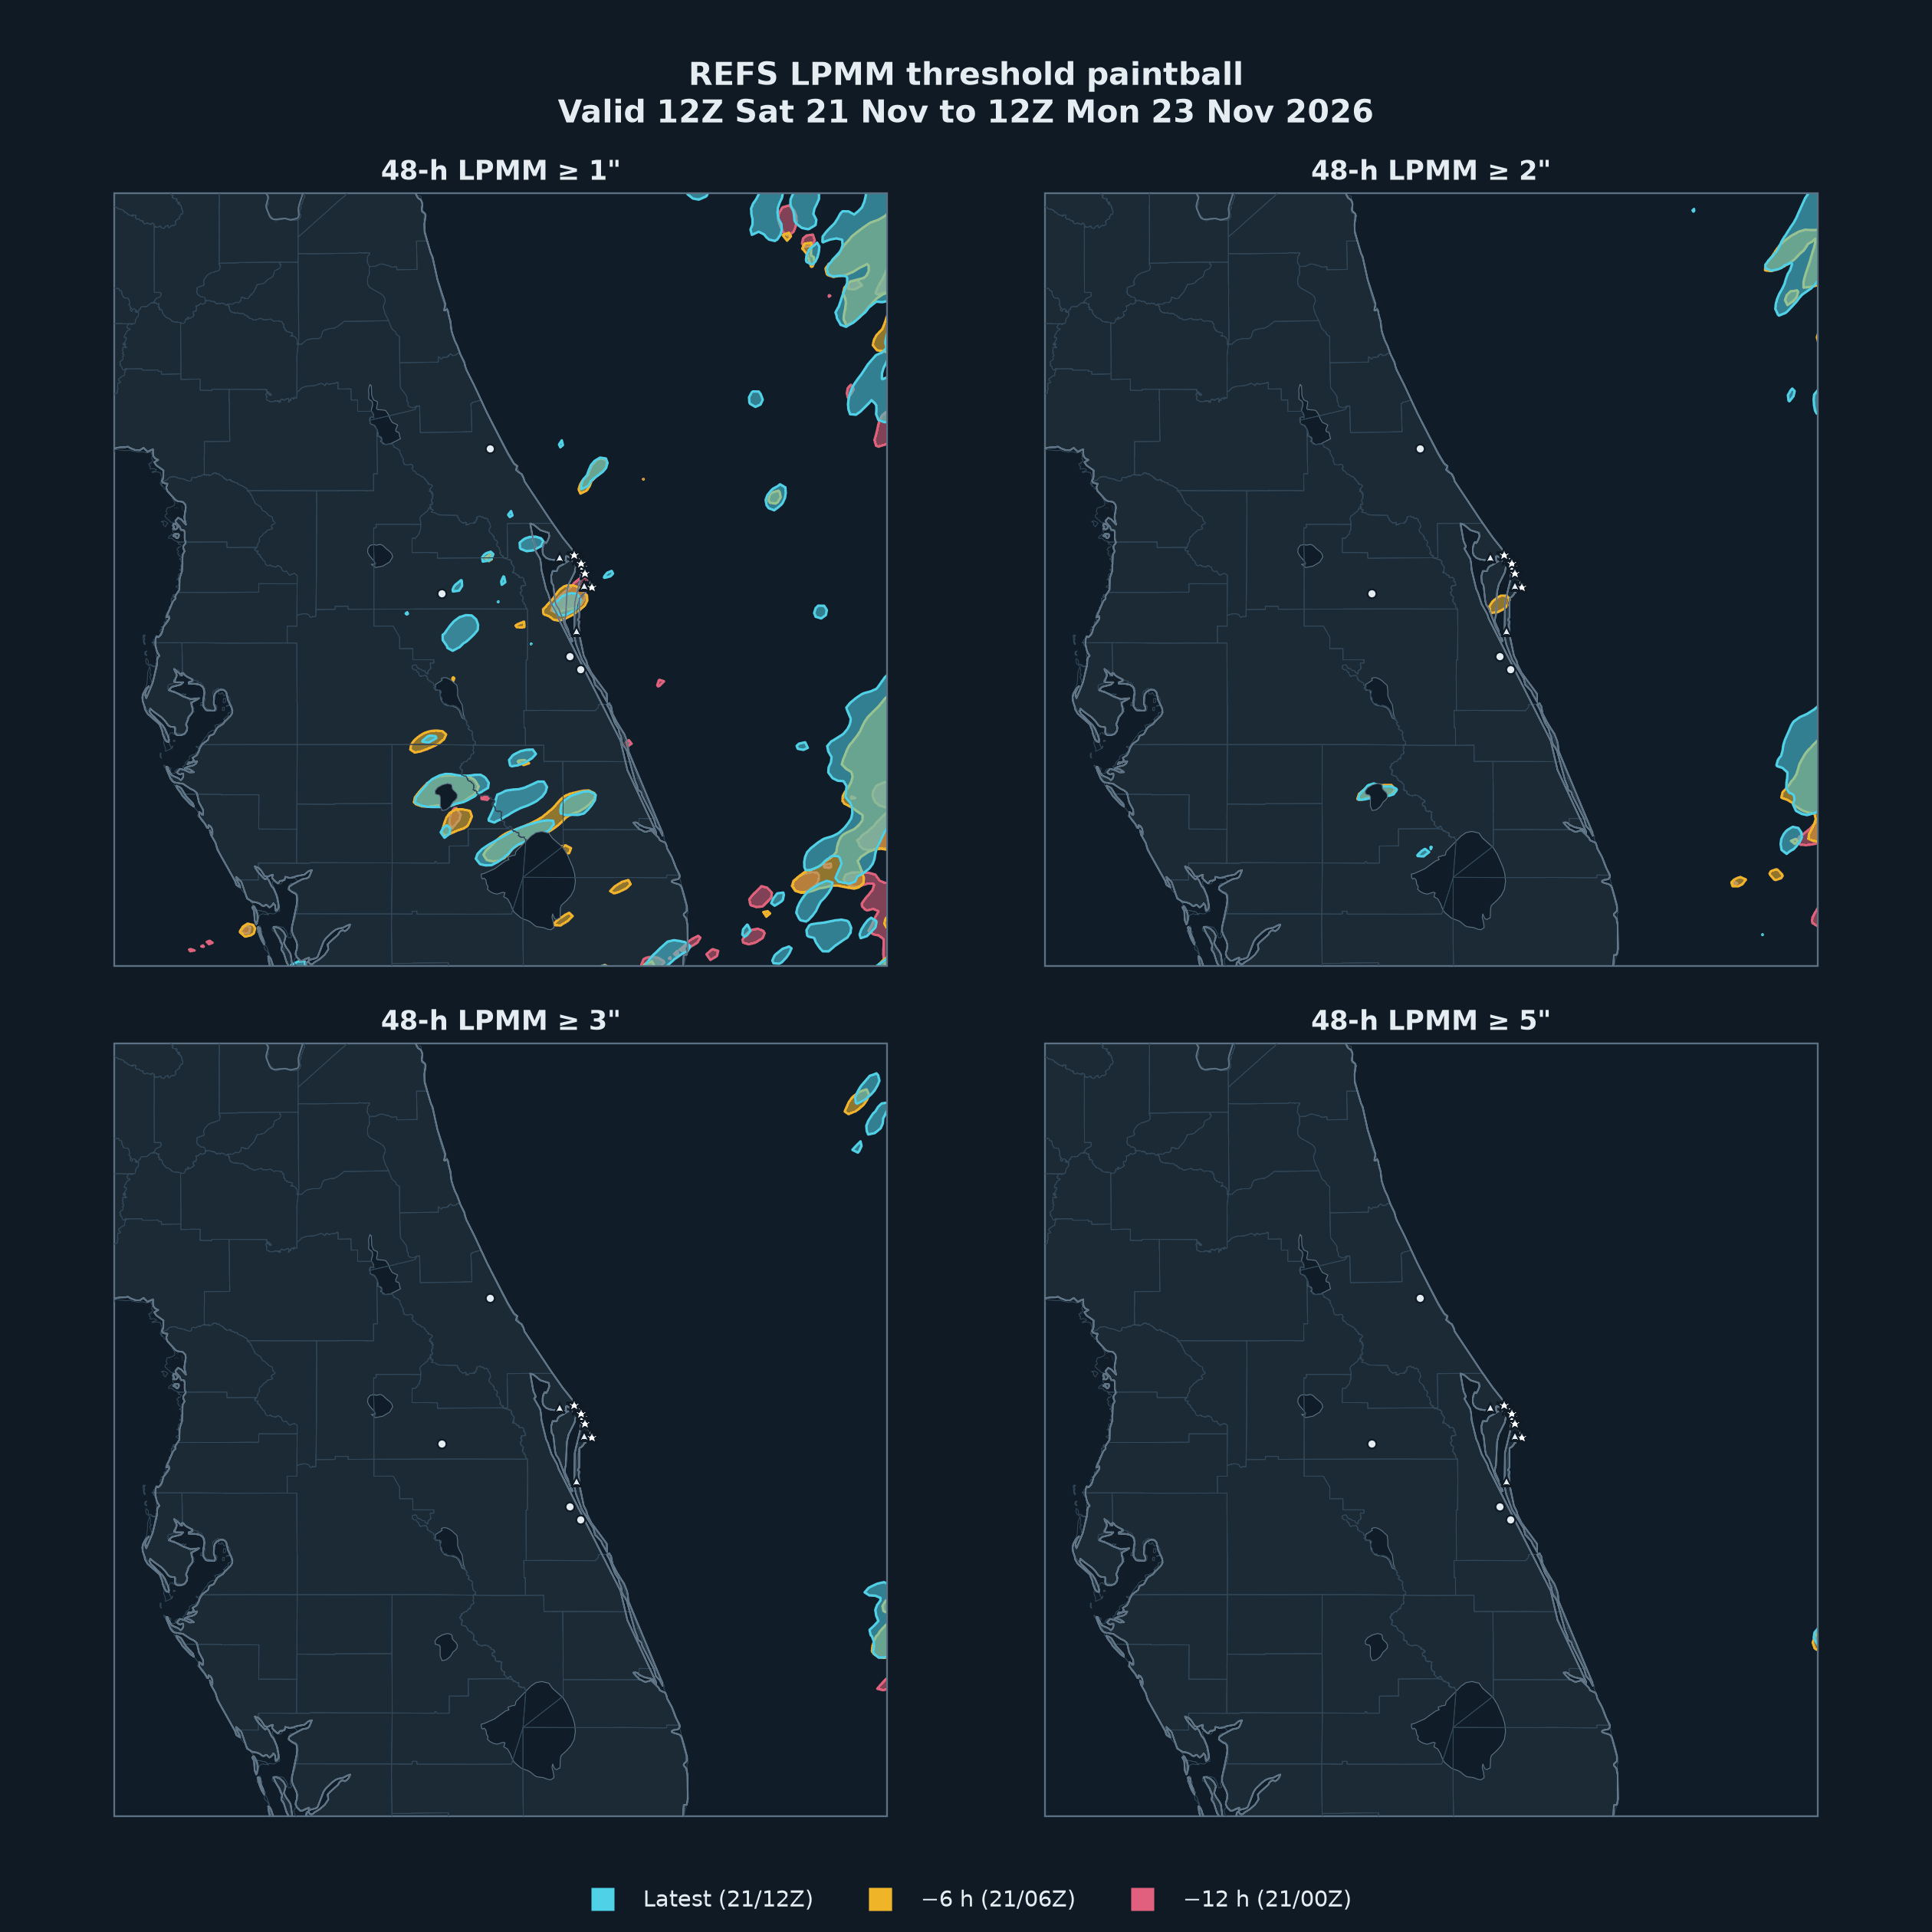 REFS LPMM threshold paintball
Valid 12Z Sat 21 Nov to 12Z Mon 23 Nov 2026
48-h LPMM ≥ 1"
48-h LPMM ≥ 2"
48-h LPMM ≥ 3"
48-h LPMM ≥ 5"
Latest (21/12Z)
−6 h (21/06Z)
−12 h (21/00Z)